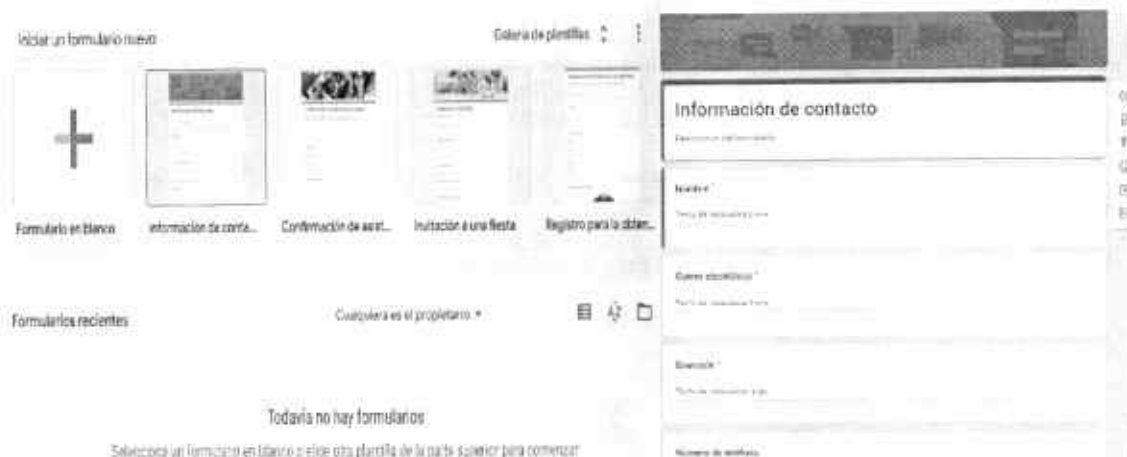 Iniciar un formulario nuevo
Galería de plantillas
Formulario en blanco
Información de conta...
Confirmación de asist...
Invitación a una fiesta
Registro para la obten...
Formularios recientes
Cualquiera es el propietario
Todavía no hay formularios
Selecciona un formulario en blanco o elige otra plantilla de la parte superior para comenzar
Información de contacto
Nombre *
Correo electrónico *
Dirección *
Número de teléfono